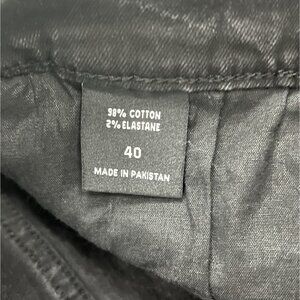 98% COTTON
2% ELASTANE
40
MADE IN PAKISTAN